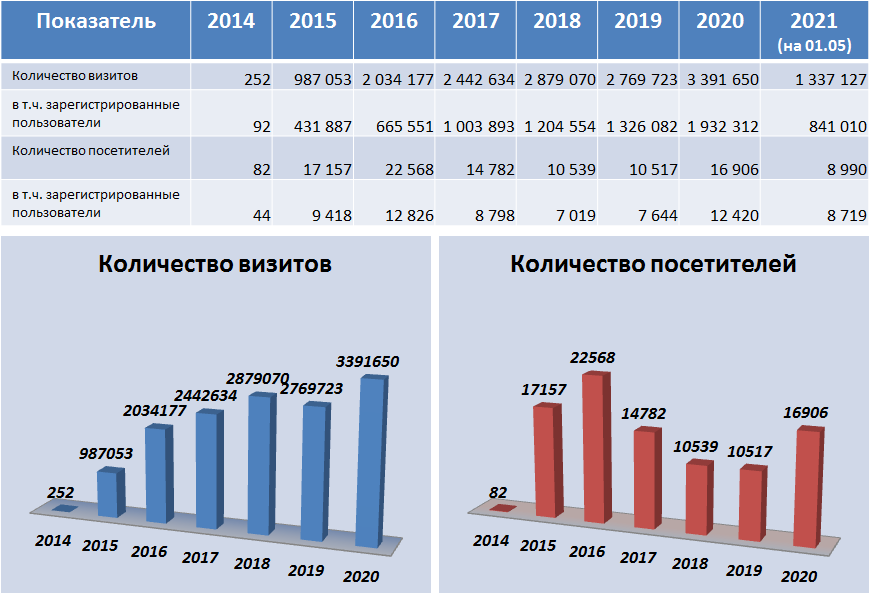 Показатель 2014 2015 2016 2017 2018 2019 2020 2021
(на 01.05)
Количество визитов 252 987 053 2 034 177 2 442 634 2 879 070 2 769 723 3 391 650 1 337 127
в т.ч. зарегистрированные
пользователи 92 431 887 665 551 1 003 893 1 204 554 1 326 082 1 932 312 841 010
Количество посетителей
82 17 157 22 568 14 782 10 539 10 517 16 906 8 990
в т.ч. зарегистрированные
пользователи 44 9 418 12 826 8 798 7 019 7 644 12 420 8 719
Количество визитов
252
987053
2034177
2442634
2879070
2769723
3391650
2014 2015 2016 2017 2018 2019 2020
Количество посетителей
82
17157
22568
14782
10539
10517
16906
2014 2015 2016 2017 2018 2019 2020